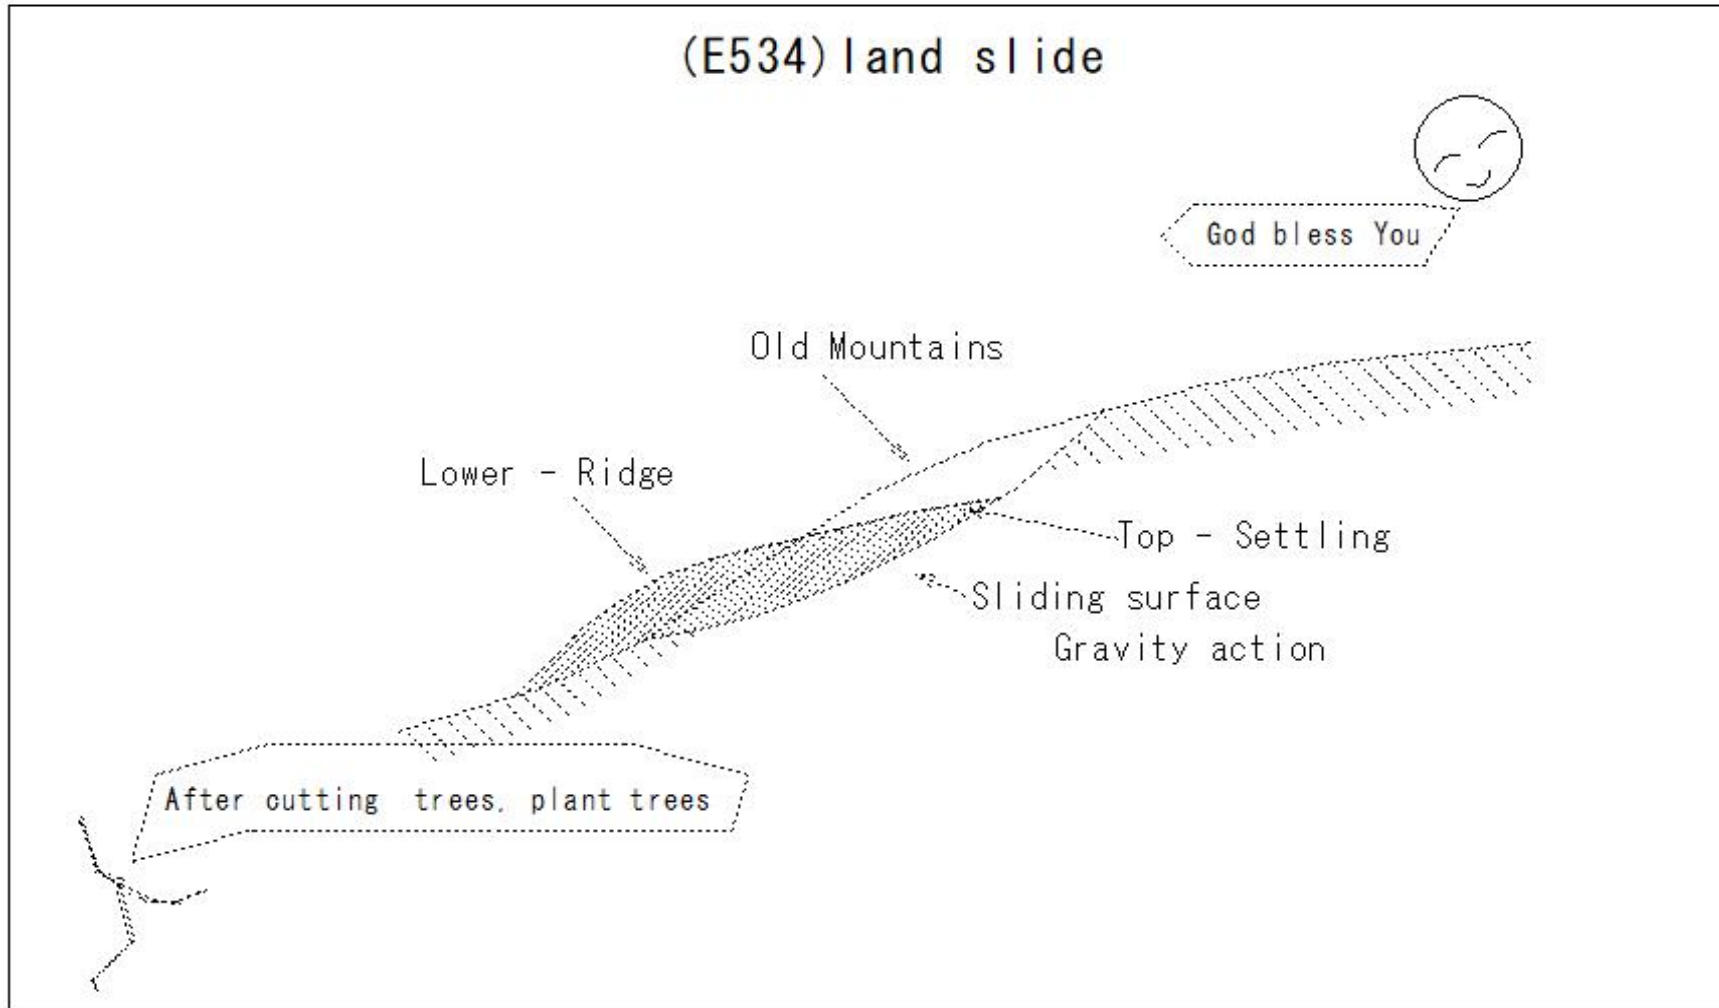 (E534)land slide
God bless You
Old Mountains
Lower - Ridge
Top - Settling
Sliding surface
Gravity action
After cutting trees, plant trees